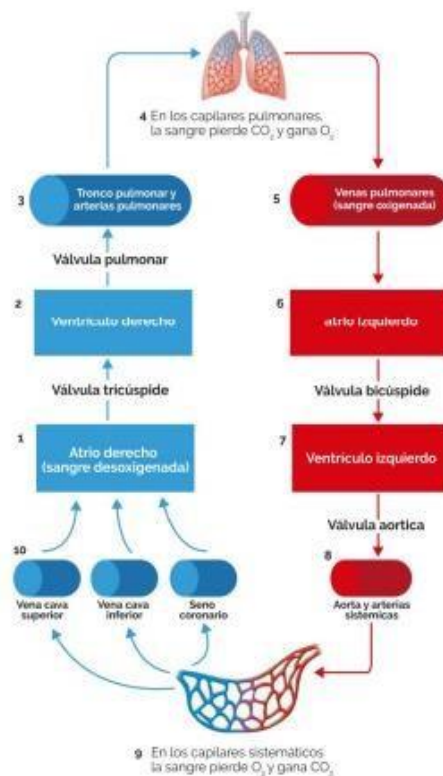 4 En los capilares pulmonares,
la sangre pierde CO₂ y gana O₂
3
Tronco pulmonar y
arterias pulmonares
5
Venas pulmonares
(sangre oxigenada)
Válvula pulmonar
2
Ventrículo derecho
6
atrio izquierdo
Válvula tricúspide
Válvula bicúspide
1
Atrio derecho
(sangre desoxigenada)
7
Ventrículo izquierdo
Válvula aortica
10
8
Vena cava
superior
Vena cava
inferior
Seno
coronario
Aorta y arterias
sistemicas
9 En los capilares sistemáticos
la sangre pierde O₂ y gana CO₂